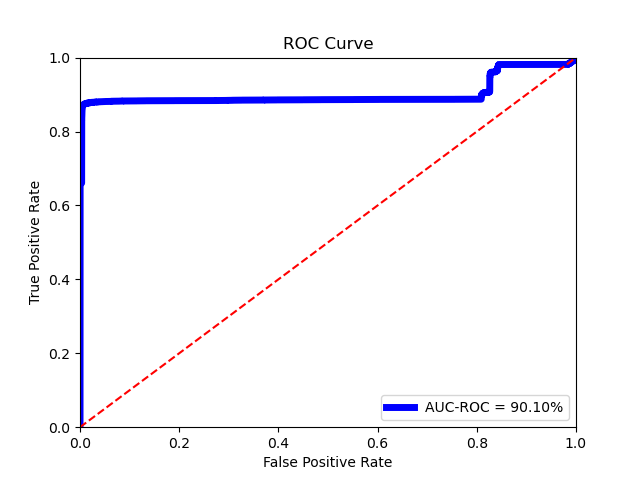 ROC Curve
1.0
0.8
0.6
0.4
0.2
0.0
True Positive Rate
AUC-ROC = 90.10%
0.0 0.2 0.4 0.6 0.8 1.0
False Positive Rate